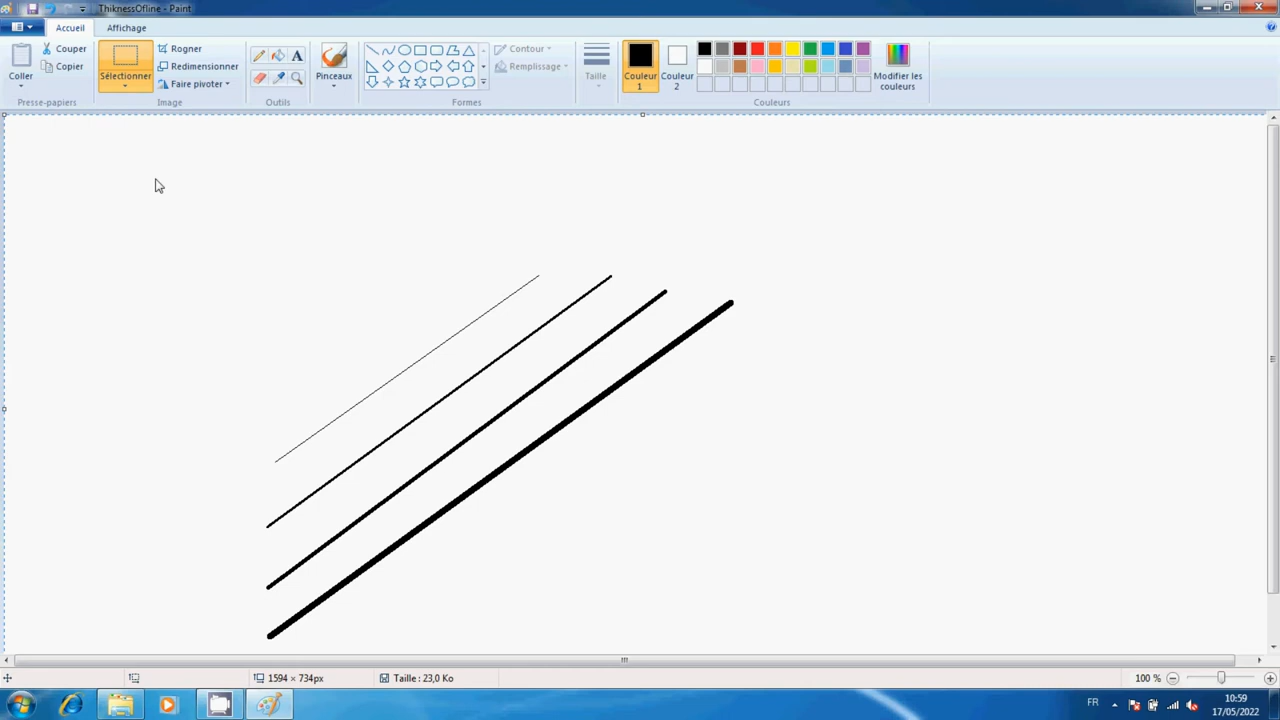 ThiknessOfline - Paint
Accueil
Affichage
Coller
Couper
Copier
Presse-papiers
Sélectionner
Rogner
Redimensionner
Faire pivoter
Image
A
Outils
Pinceaux
Contour
Remplissage
Formes
Taille
Couleur
1
Couleur
2
Modifier les
couleurs
Couleurs
1594 × 734px
Taille : 23,0 Ko
100 %
FR
10:59
17/05/2022